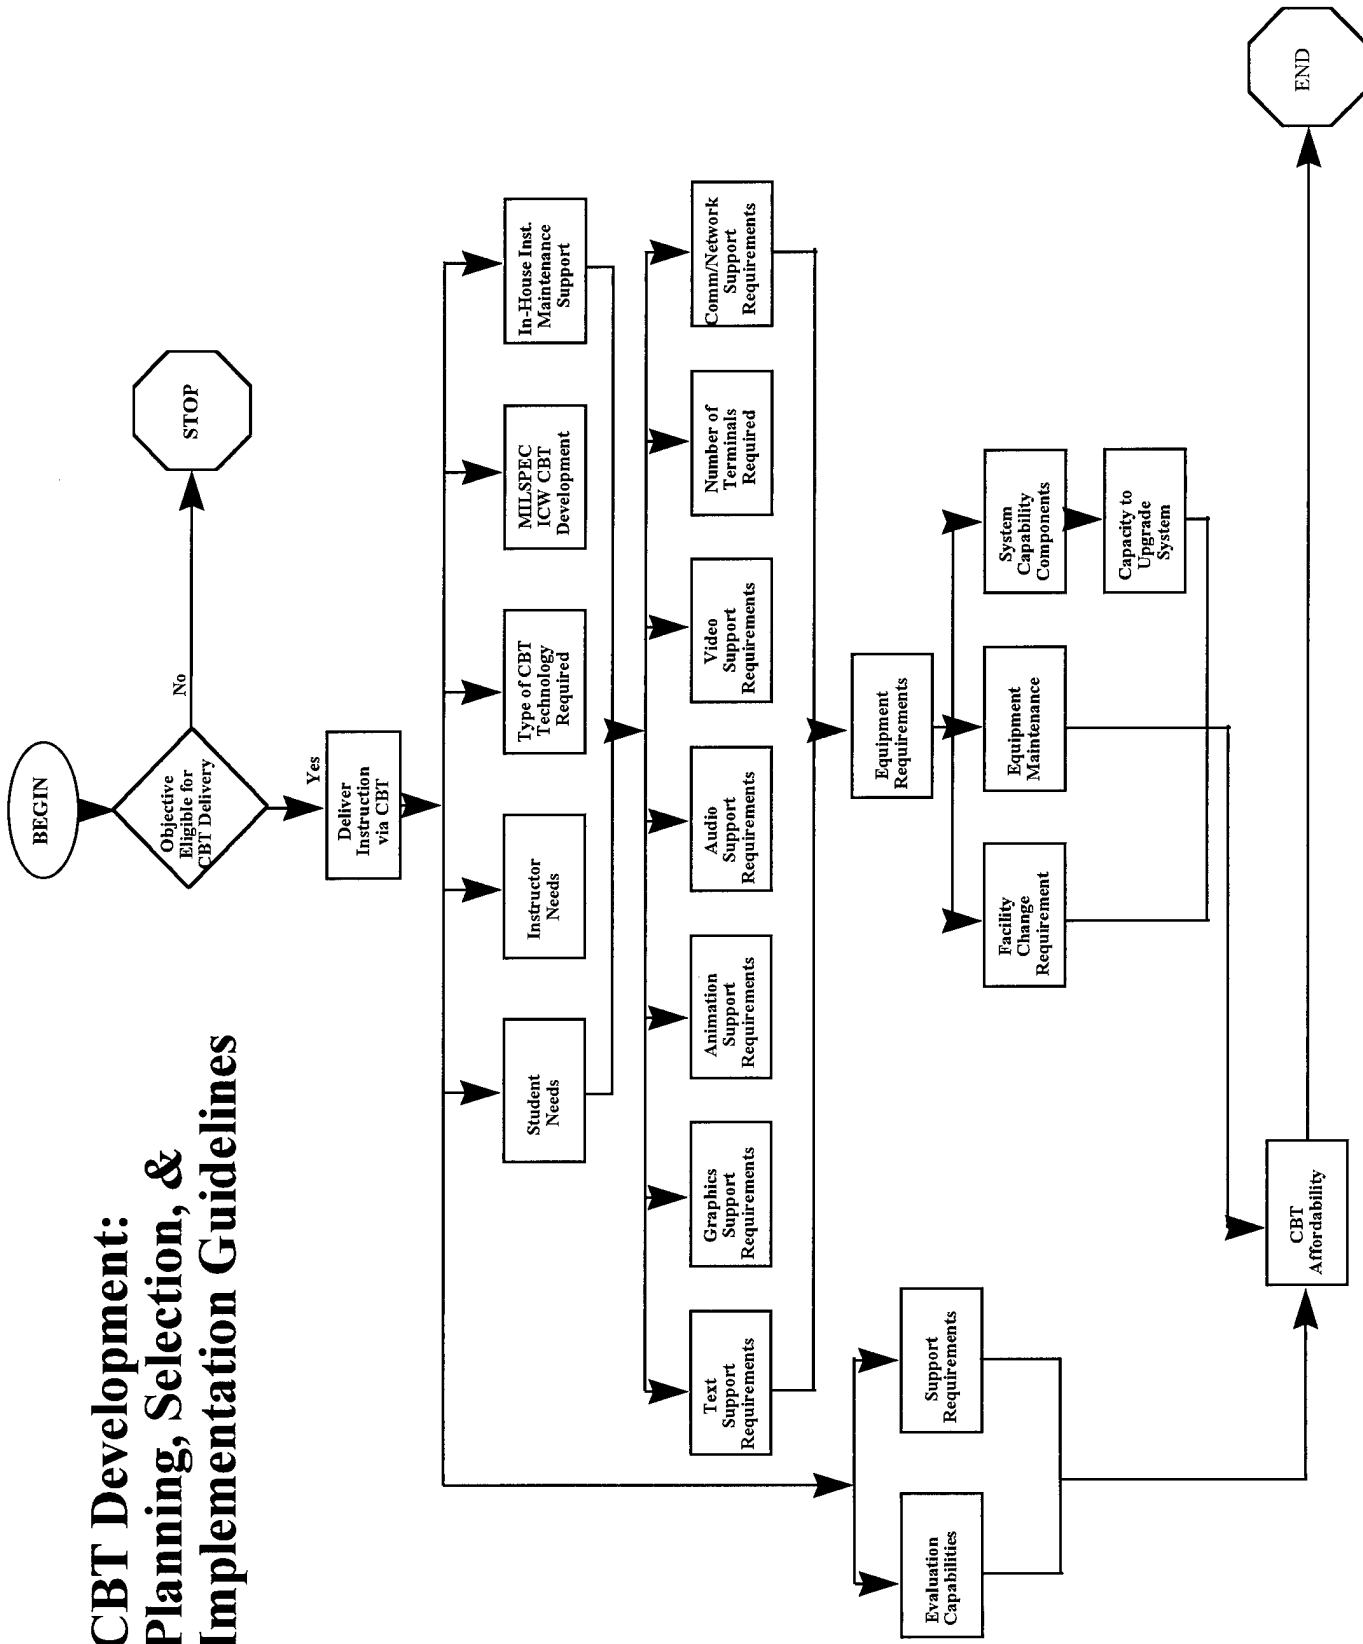 CBT Development:
Planning, Selection, &
Implementation Guidelines
BEGIN
Objective
Eligible for
CBT Delivery
No
STOP
Yes
Deliver
Instruction
via CBT
Student
Needs
Instructor
Needs
Type of CBT
Technology
Required
MILSPEC
ICW CBT
Development
In-House Inst.
Maintenance
Support
Text
Support
Requirements
Graphics
Support
Requirements
Animation
Support
Requirements
Audio
Support
Requirements
Video
Support
Requirements
Number of
Terminals
Required
Comm/Network
Support
Requirements
Equipment
Requirements
Evaluation
Capabilities
Support
Requirements
Facility
Change
Requirement
Equipment
Maintenance
System
Capability
Components
Capacity to
Upgrade
System
CBT
Affordability
END